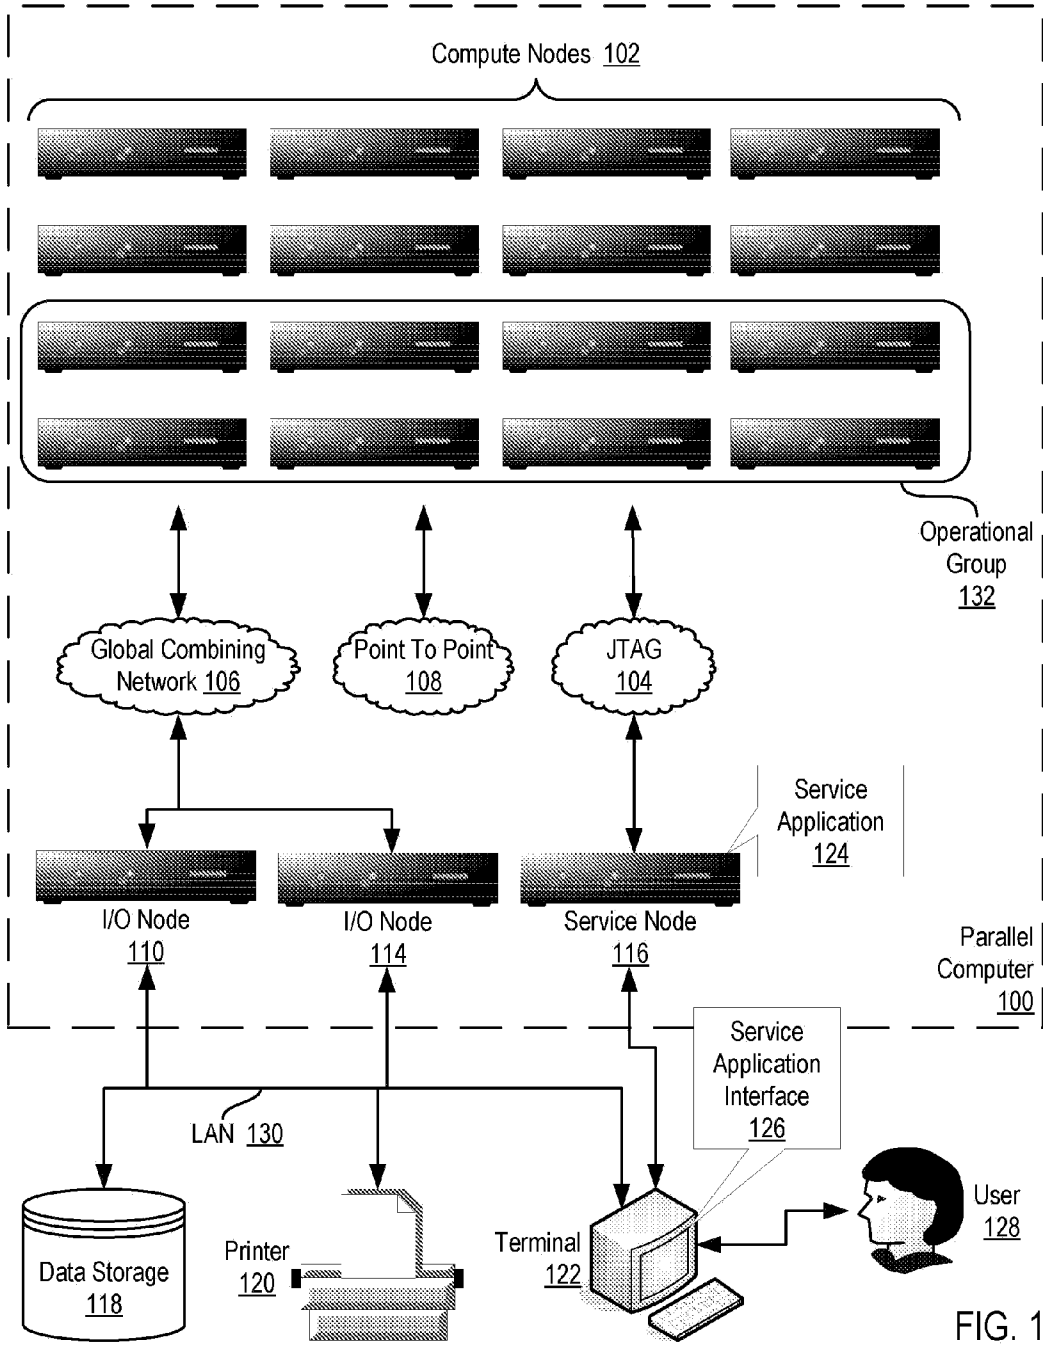 Compute Nodes 102
Operational
Group
132
Global Combining
Network 106
Point To Point
108
JTAG
104
Service
Application
124
I/O Node
110
I/O Node
114
Service Node
116
Parallel
Computer
100
Service
Application
Interface
126
LAN 130
Data Storage
118
Printer
120
Terminal
122
User
128
FIG. 1